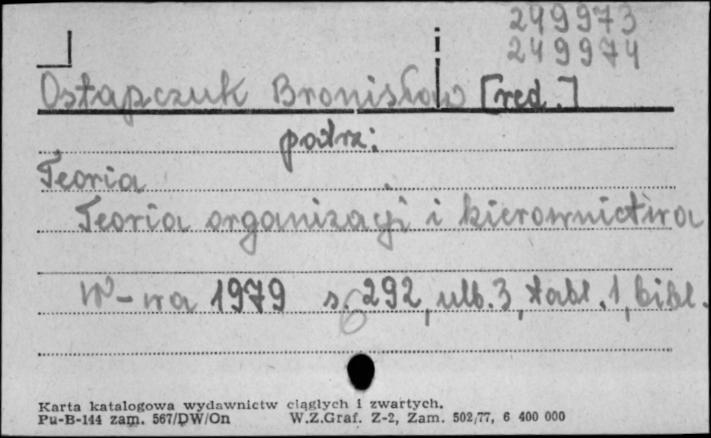 249973
i
249974
Ostapczuk Bronisław [red.]
patrz:
Teoria
Teoria organizacji i kierownictwa
W-wa 1979 s. 292, ulb. 3, tabl. 1, bibl.
Karta katalogowa wydawnictw ciągłych i zwartych.
Pu-B-144 zam. 567/DW/On W.Z.Graf. Z-2, Zam. 502/77, 6 400 000